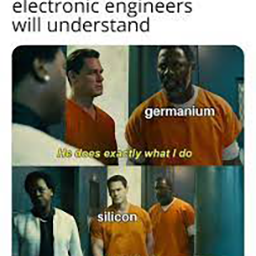 electronic engineers
will understand
germanium
He does exactly what I do
silicon